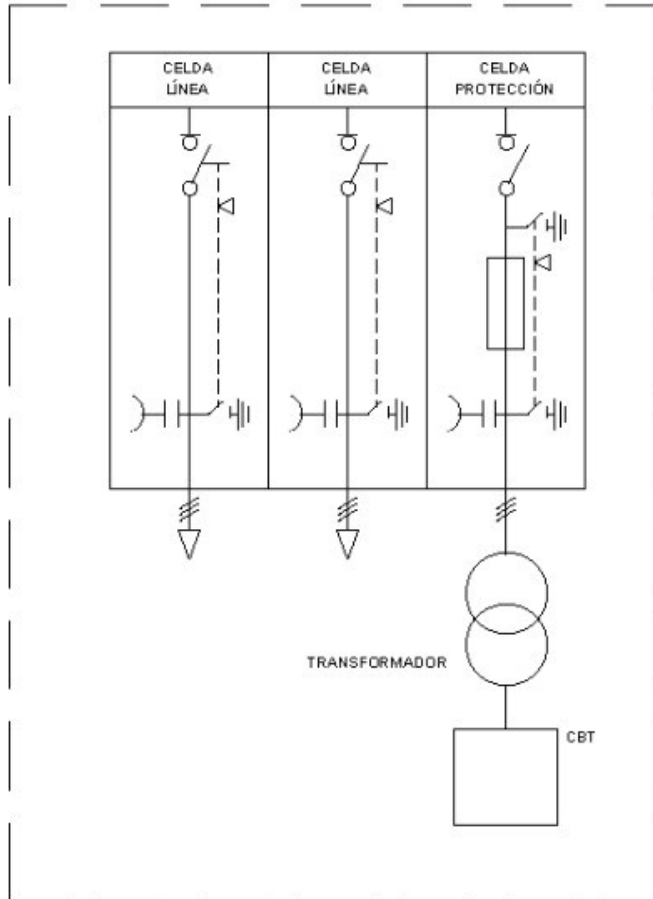 CELDA
LÍNEA
CELDA
LÍNEA
CELDA
PROTECCIÓN
TRANSFORMADOR
CBT